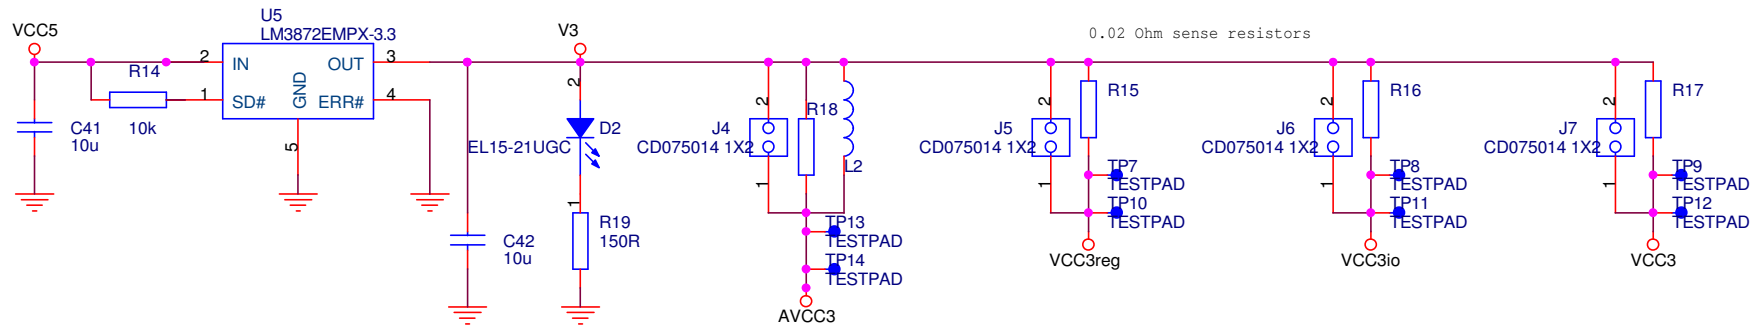 VCC5
U5
LM3872EMPX-3.3
V3
0.02 Ohm sense resistors
2
IN
OUT
3
R14
1
SD#
GND
ERR#
4
10k
5
C41
10u
2
D2
EL15-21UGC
1
R19
150R
C42
10u
2
J4
CD075014 1X2
1
R18
L2
TP13
TESTPAD
TP14
TESTPAD
AVCC3
2
J5
CD075014 1X2
1
R15
TP7
TESTPAD
TP10
TESTPAD
VCC3reg
2
J6
CD075014 1X2
1
R16
TP8
TESTPAD
TP11
TESTPAD
VCC3io
2
J7
CD075014 1X2
1
R17
TP9
TESTPAD
TP12
TESTPAD
VCC3